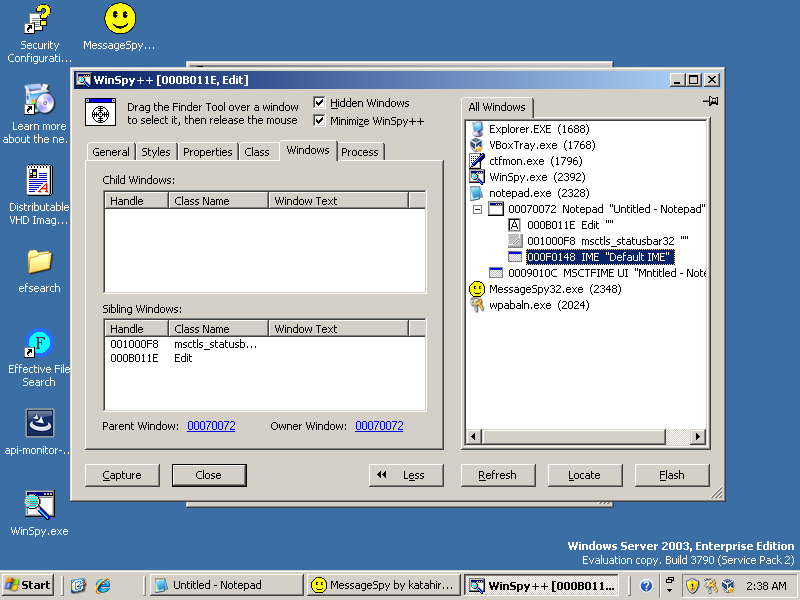 Security
Configurati...
MessageSpy...
Learn more
about the ne...
Distributable
VHD Imag...
efsearch
Effective File
Search
api-monitor-...
WinSpy.exe
WinSpy++ [000B011E, Edit]
Drag the Finder Tool over a window
to select it, then release the mouse
Hidden Windows
Minimize WinSpy++
General
Styles
Properties
Class
Windows
Process
Child Windows:
Handle
Class Name
Window Text
Sibling Windows:
Handle
Class Name
Window Text
001000F8 msctls_statusb...
000B011E Edit
Parent Window: 00070072
Owner Window: 00070072
Capture
Close
Less
All Windows
Explorer.EXE (1688)
VBoxTray.exe (1768)
ctfmon.exe (1796)
WinSpy.exe (2392)
notepad.exe (2328)
00070072 Notepad "Untitled - Notepad"
000B011E Edit ""
001000F8 msctls_statusbar32 ""
000F0148 IME "Default IME"
0009010C MSCTFIME UI "Mntitled - Note
MessageSpy32.exe (2348)
wpabaln.exe (2024)
Refresh
Locate
Flash
Windows Server 2003, Enterprise Edition
Evaluation copy. Build 3790 (Service Pack 2)
Start
Untitled - Notepad
MessageSpy by katahir...
WinSpy++ [000B011...
2:38 AM